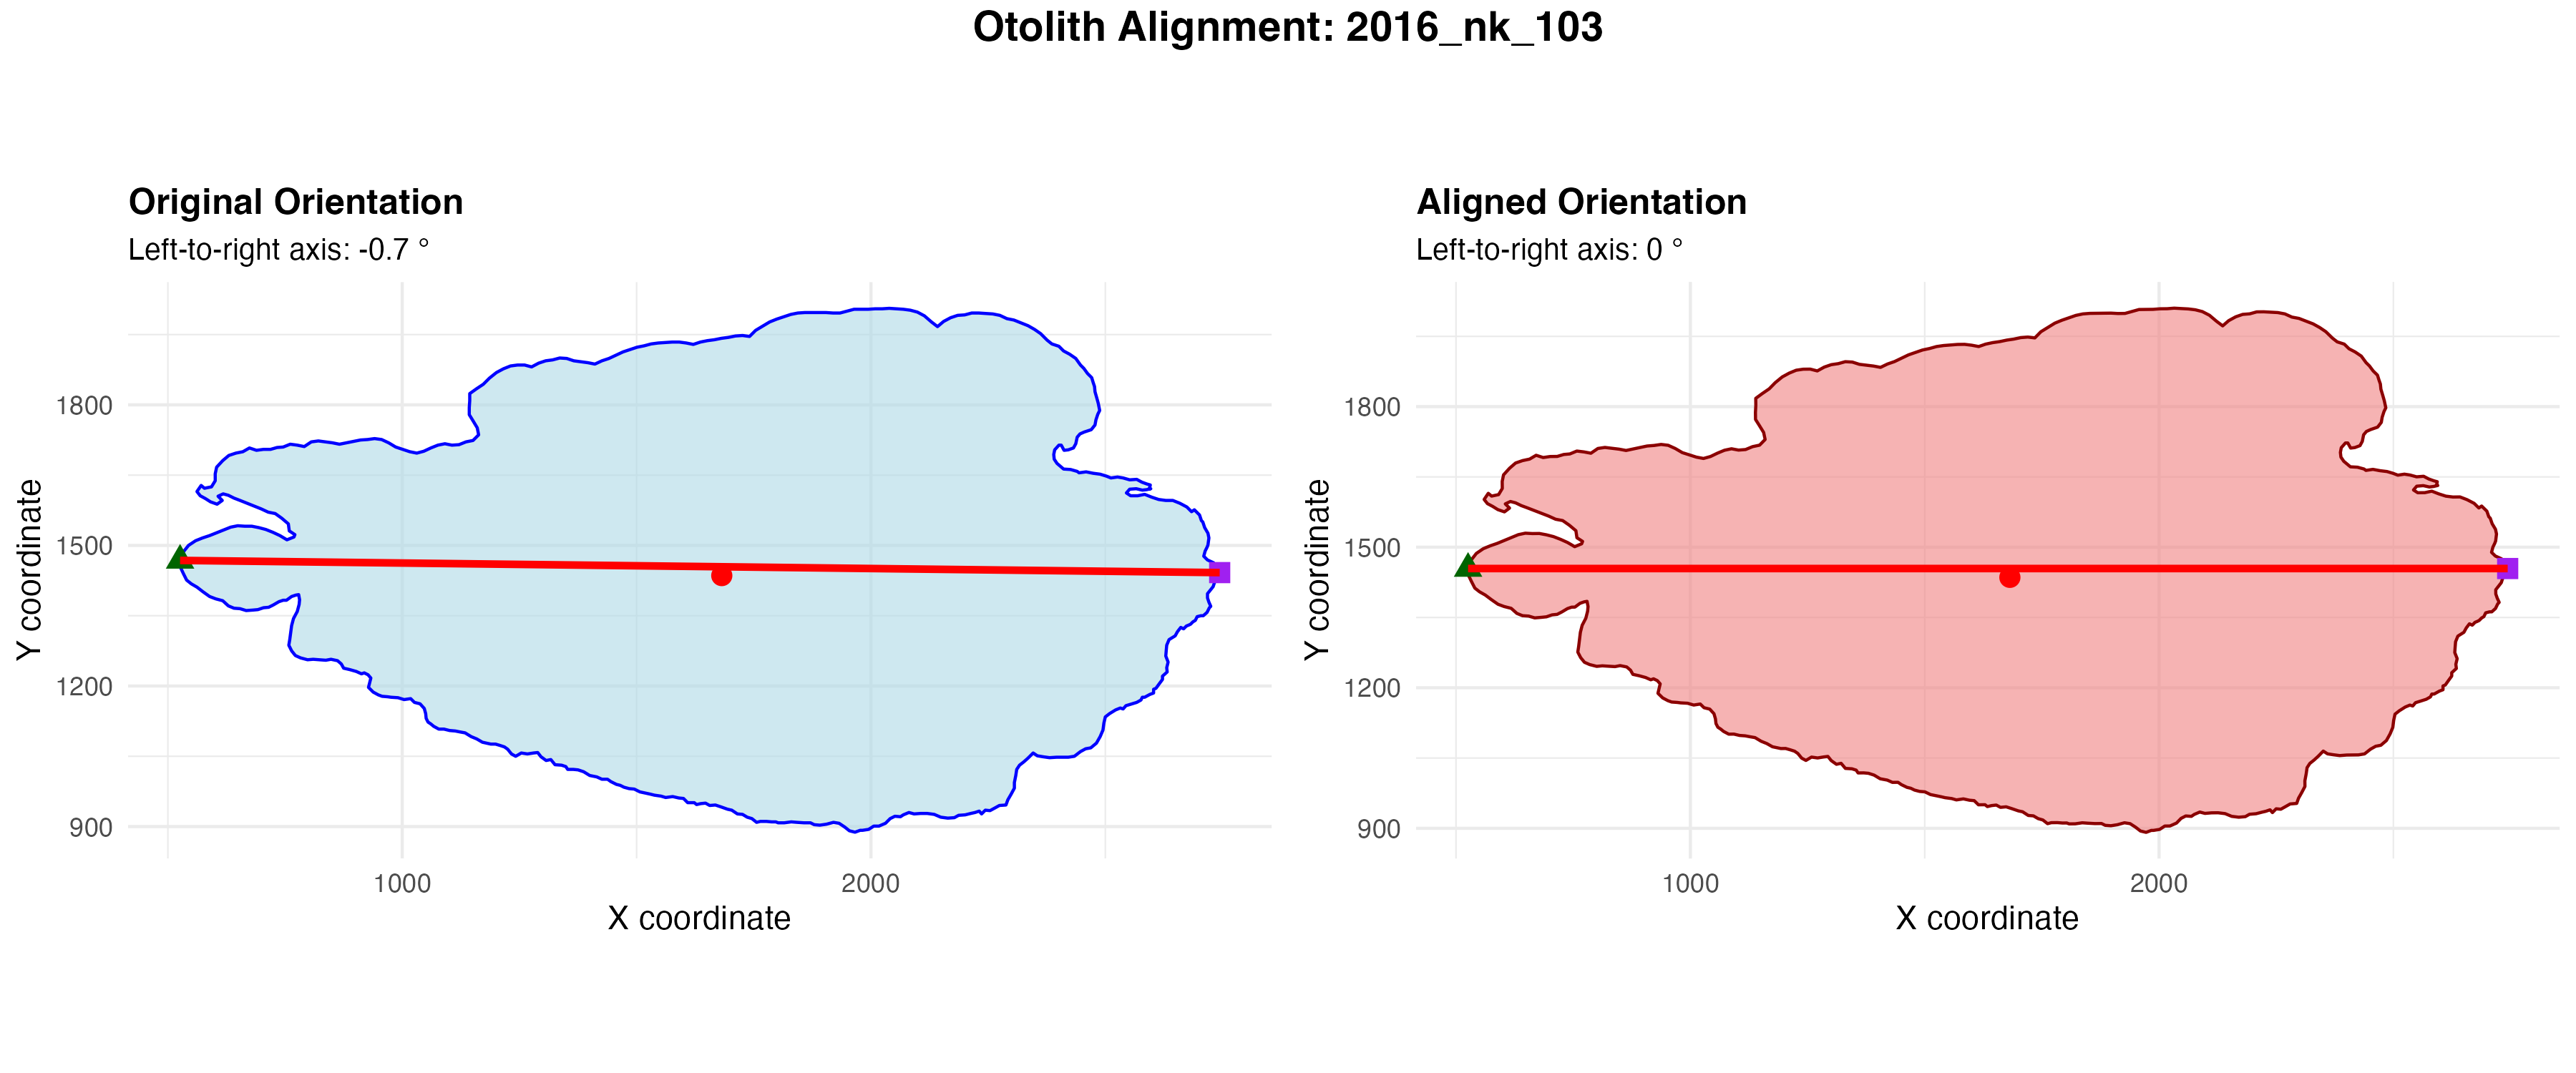 Otolith Alignment: 2016_nk_103
Original Orientation
Left-to-right axis: -0.7 °
Y coordinate
1800
1500
1200
900
1000
2000
X coordinate
Aligned Orientation
Left-to-right axis: 0 °
Y coordinate
1800
1500
1200
900
1000
2000
X coordinate